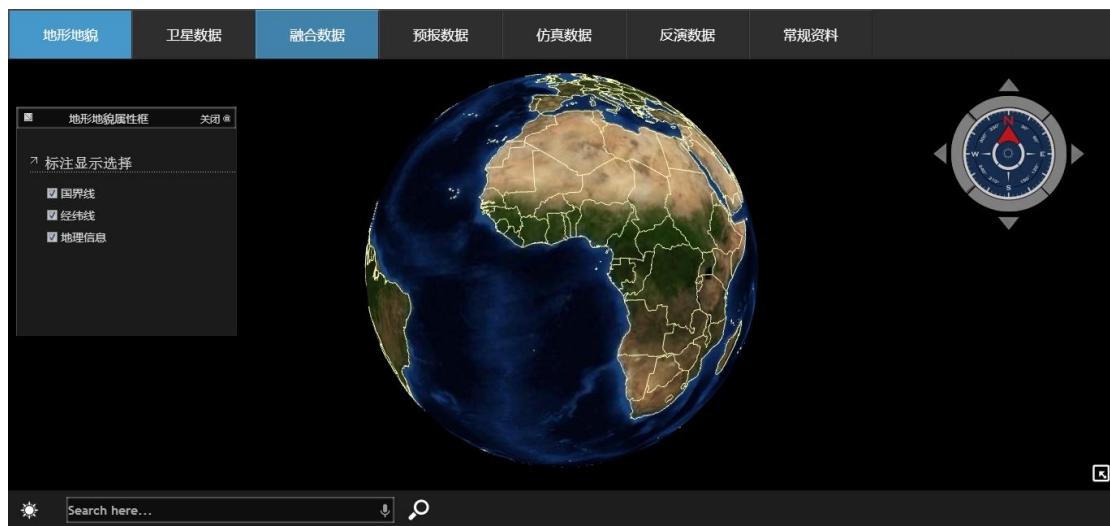 地形地貌 卫星数据 融合数据 预报数据 仿真数据 反演数据 常规资料
地形地貌属性框 关闭
标注显示选择
国界线
经纬线
地理信息
N
W E
S
Search here...